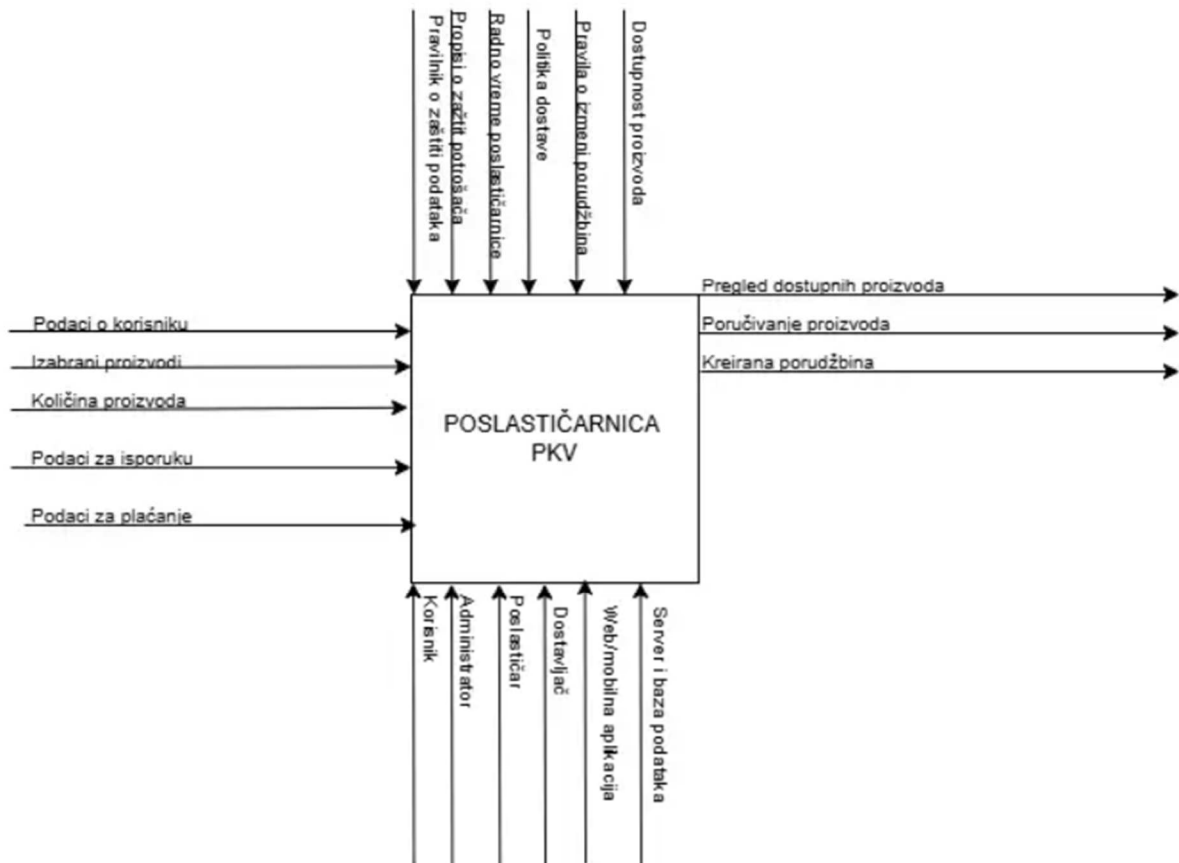 Pravilnik o zaštiti podataka
Propisi o zažtit potrošača
Radno vreme poslastičarnice
Politika dostave
Pravila o izmeni porudžbina
Dostupnost proizvoda
Podaci o korisniku
Izabrani proizvodi
Količina proizvoda
Podaci za isporuku
Podaci za plaćanje
POSLASTIČARNICA
PKV
Pregled dostupnih proizvoda
Poručivanje proizvoda
Kreirana porudžbina
Korisnik
Administrator
Poslastičar
Dostavljač
Web/mobilna aplikacija
Server i baza podataka